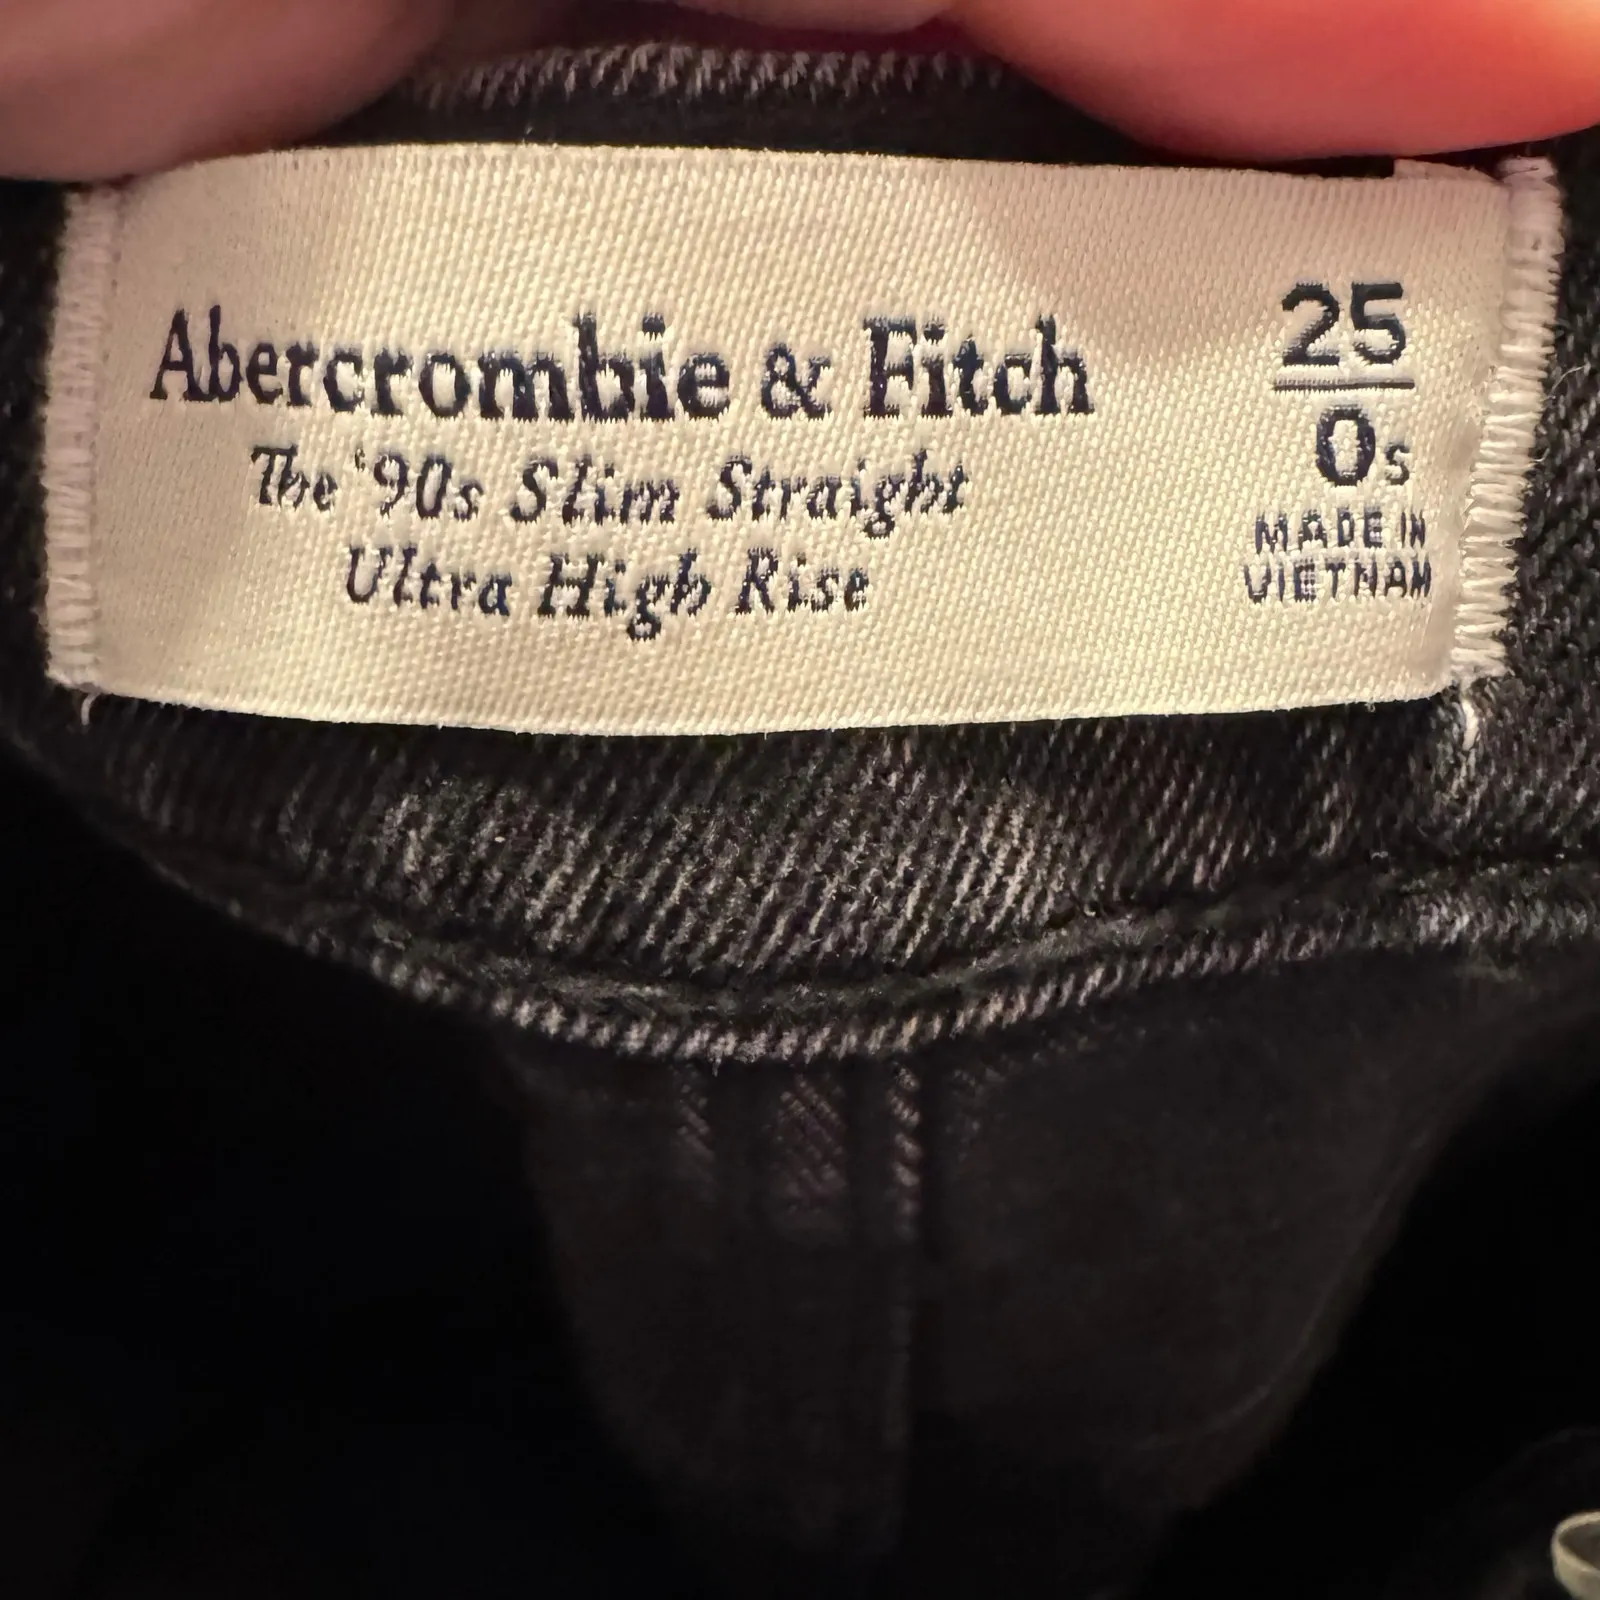 Abercrombie & Fitch
The '90s Slim Straight
Ultra High Rise
25
0s
MADE IN
VIETNAM